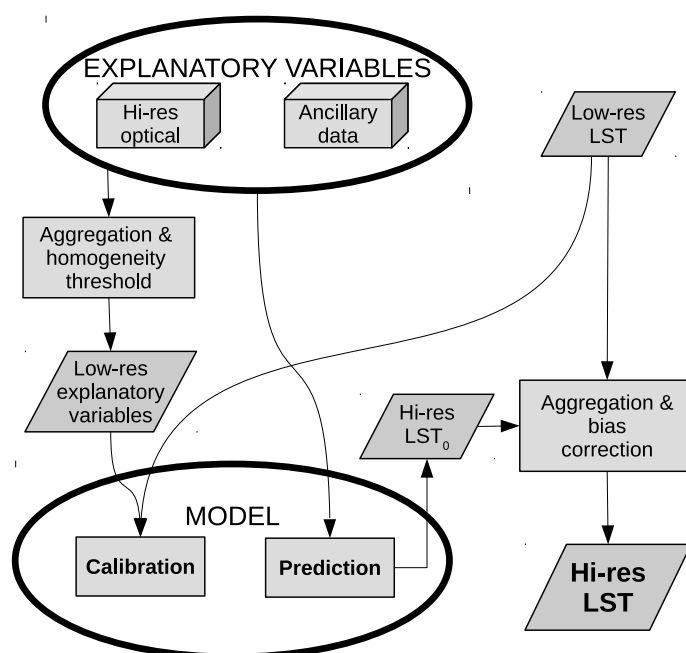 EXPLANATORY VARIABLES
Hi-res
optical
Ancillary
data
Low-res
LST
Aggregation &
homogeneity
threshold
Low-res
explanatory
variables
Hi-res
LST₀
Aggregation &
bias
correction
MODEL
Calibration
Prediction
Hi-res
LST